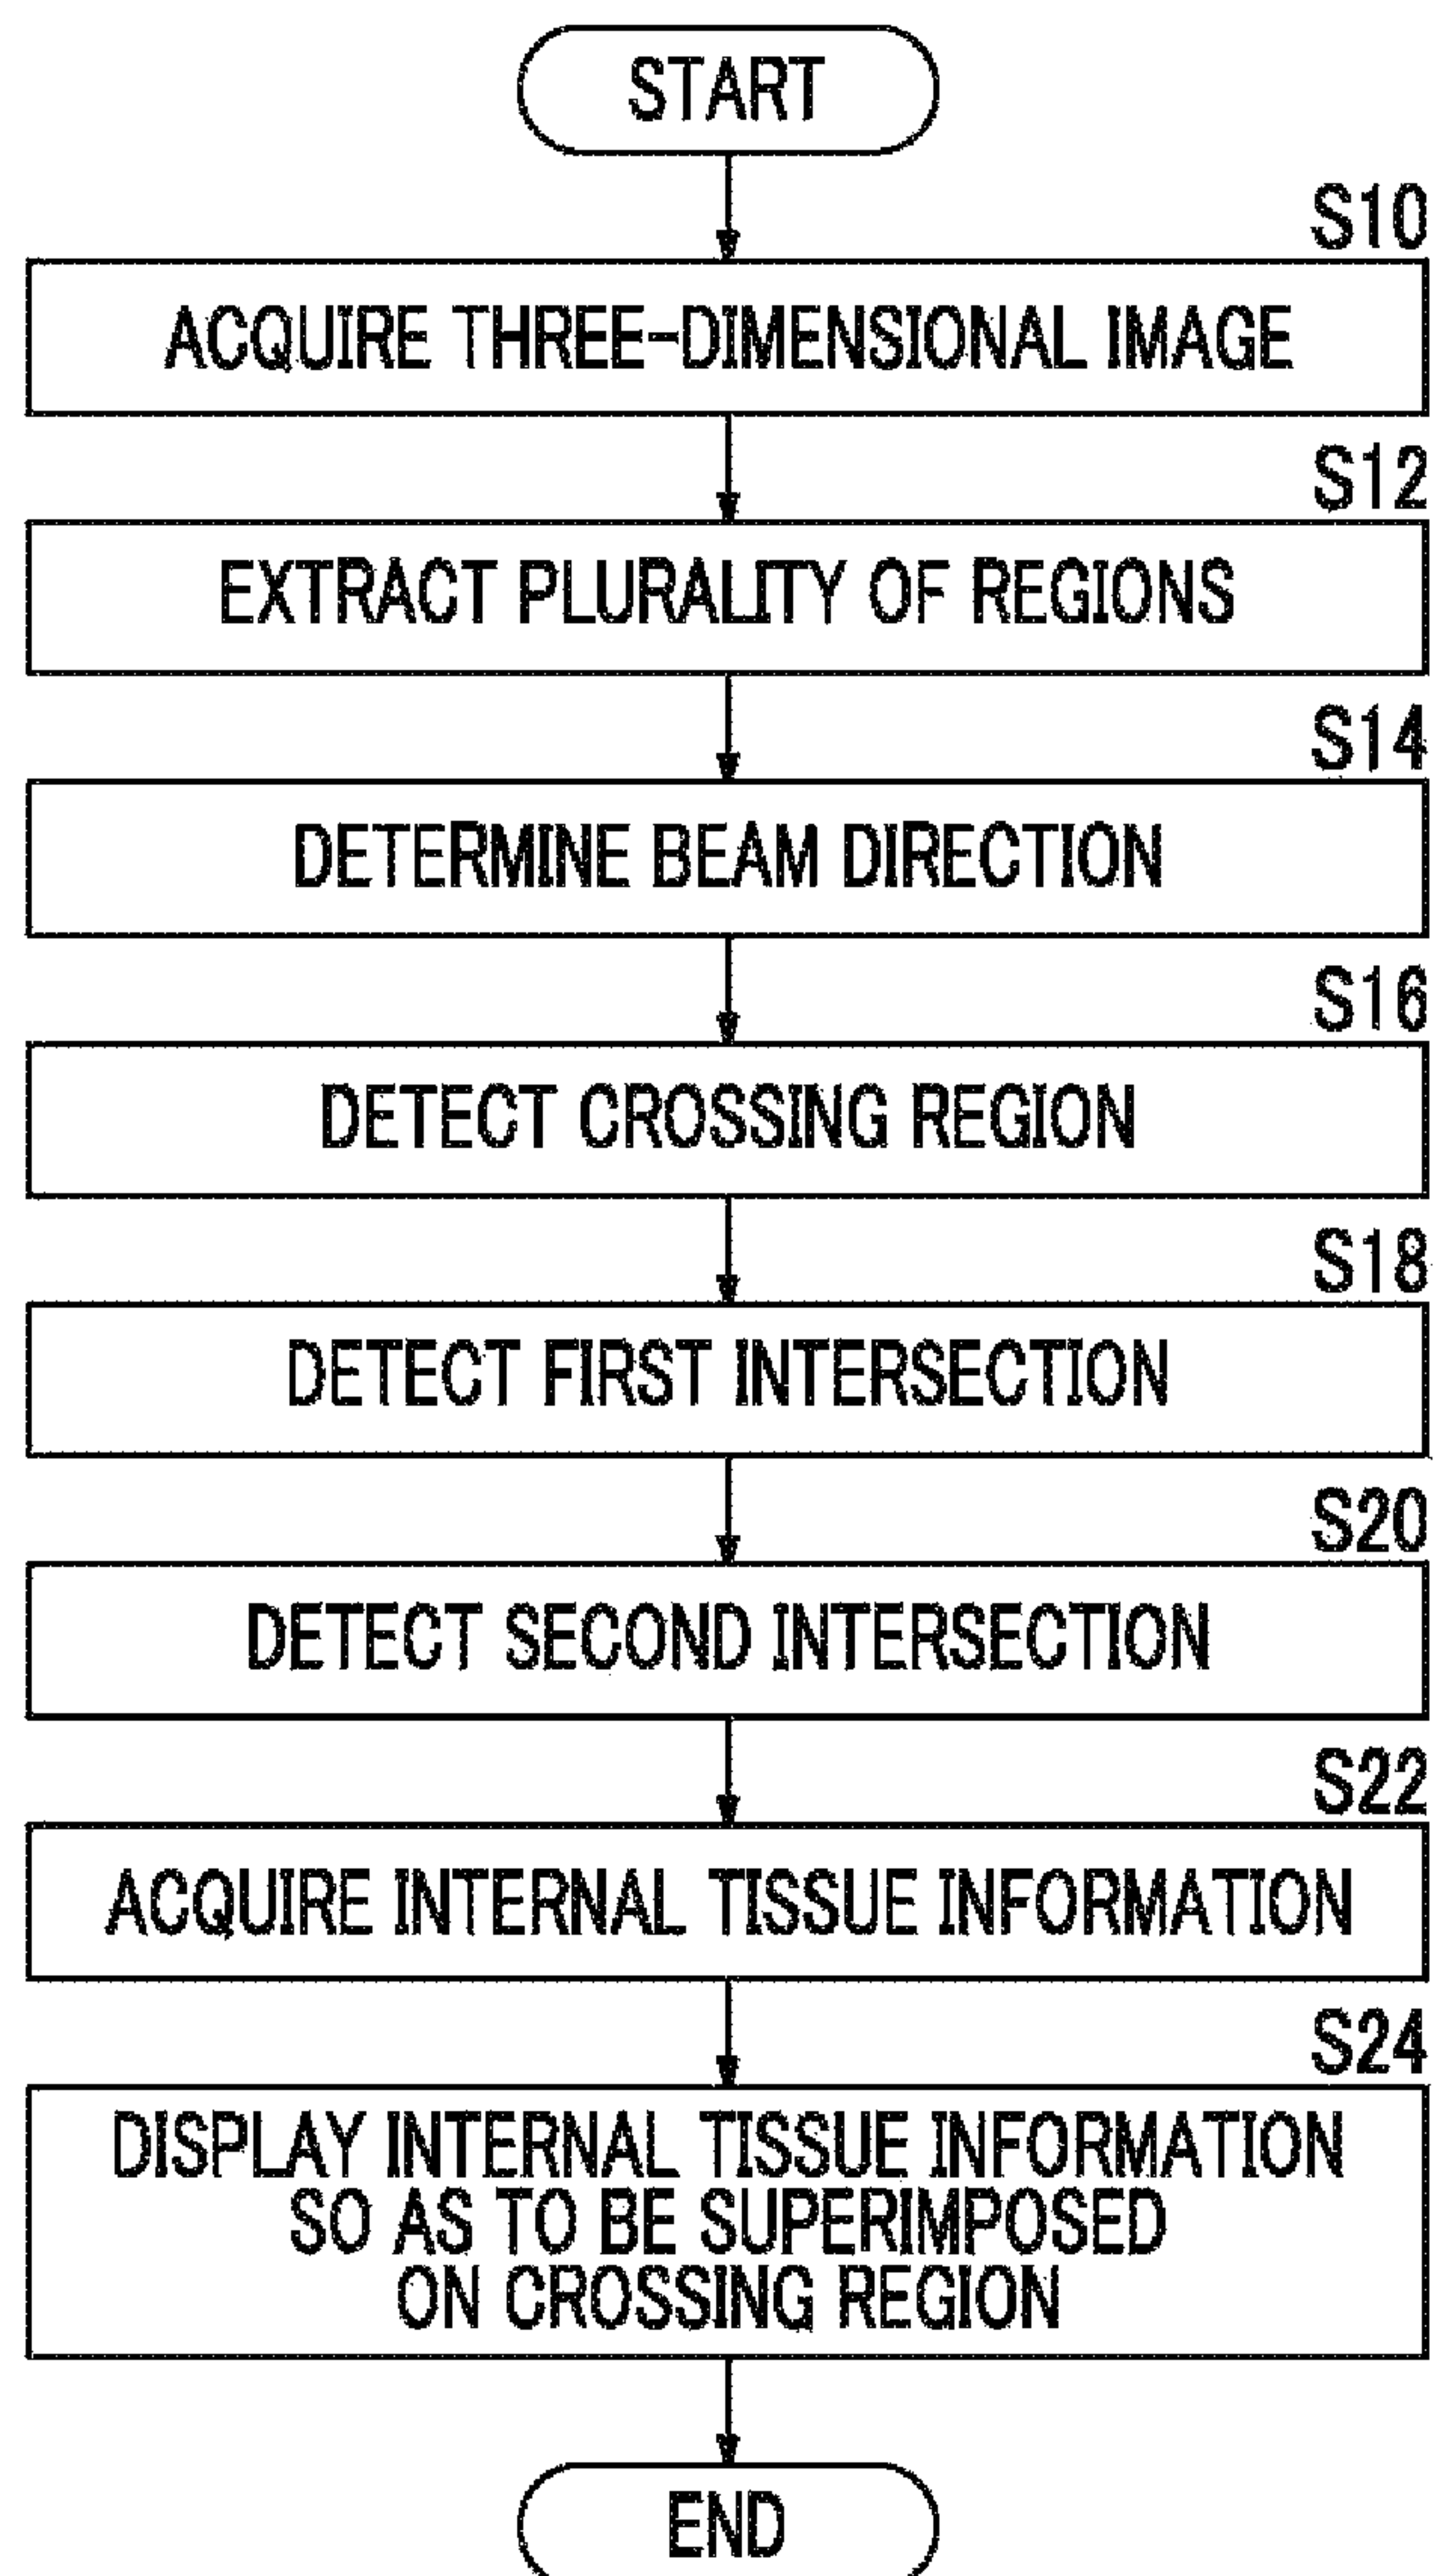 START
S10
ACQUIRE THREE-DIMENSIONAL IMAGE
S12
EXTRACT PLURALITY OF REGIONS
S14
DETERMINE BEAM DIRECTION
S16
DETECT CROSSING REGION
S18
DETECT FIRST INTERSECTION
S20
DETECT SECOND INTERSECTION
S22
ACQUIRE INTERNAL TISSUE INFORMATION
S24
DISPLAY INTERNAL TISSUE INFORMATION
SO AS TO BE SUPERIMPOSED
ON CROSSING REGION
END